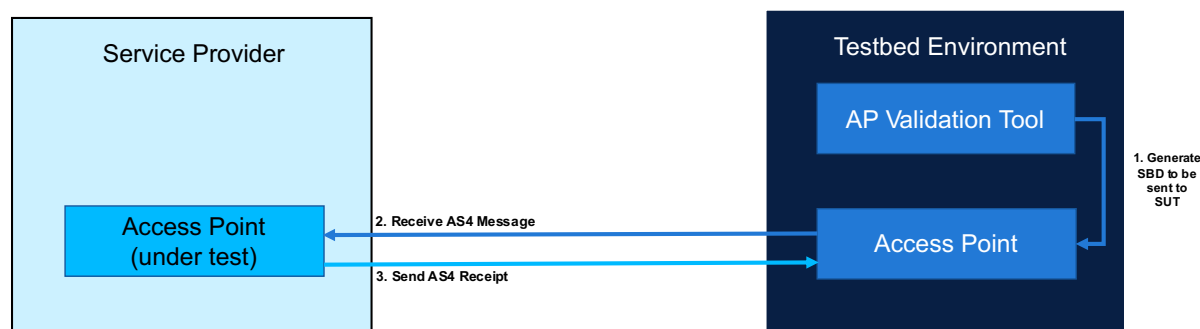 Service Provider
Testbed Environment
AP Validation Tool
1. Generate
SBD to be
sent to
SUT
Access Point
(under test)
2. Receive AS4 Message
Access Point
3. Send AS4 Receipt